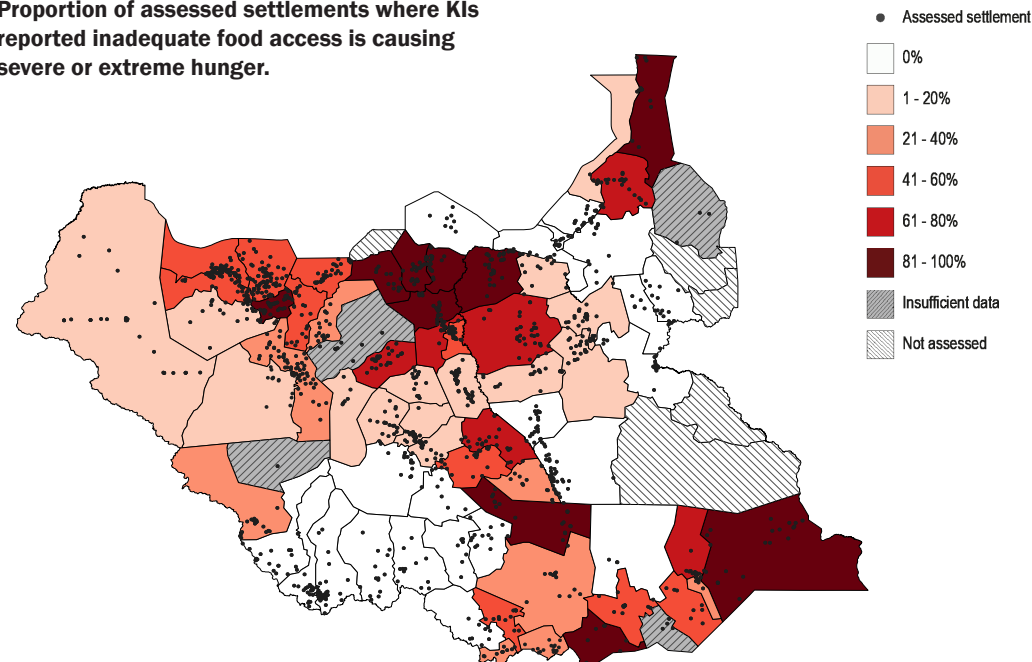 Proportion of assessed settlements where KIs
reported inadequate food access is causing
severe or extreme hunger.
Assessed settlement
0%
1 - 20%
21 - 40%
41 - 60%
61 - 80%
81 - 100%
Insufficient data
Not assessed